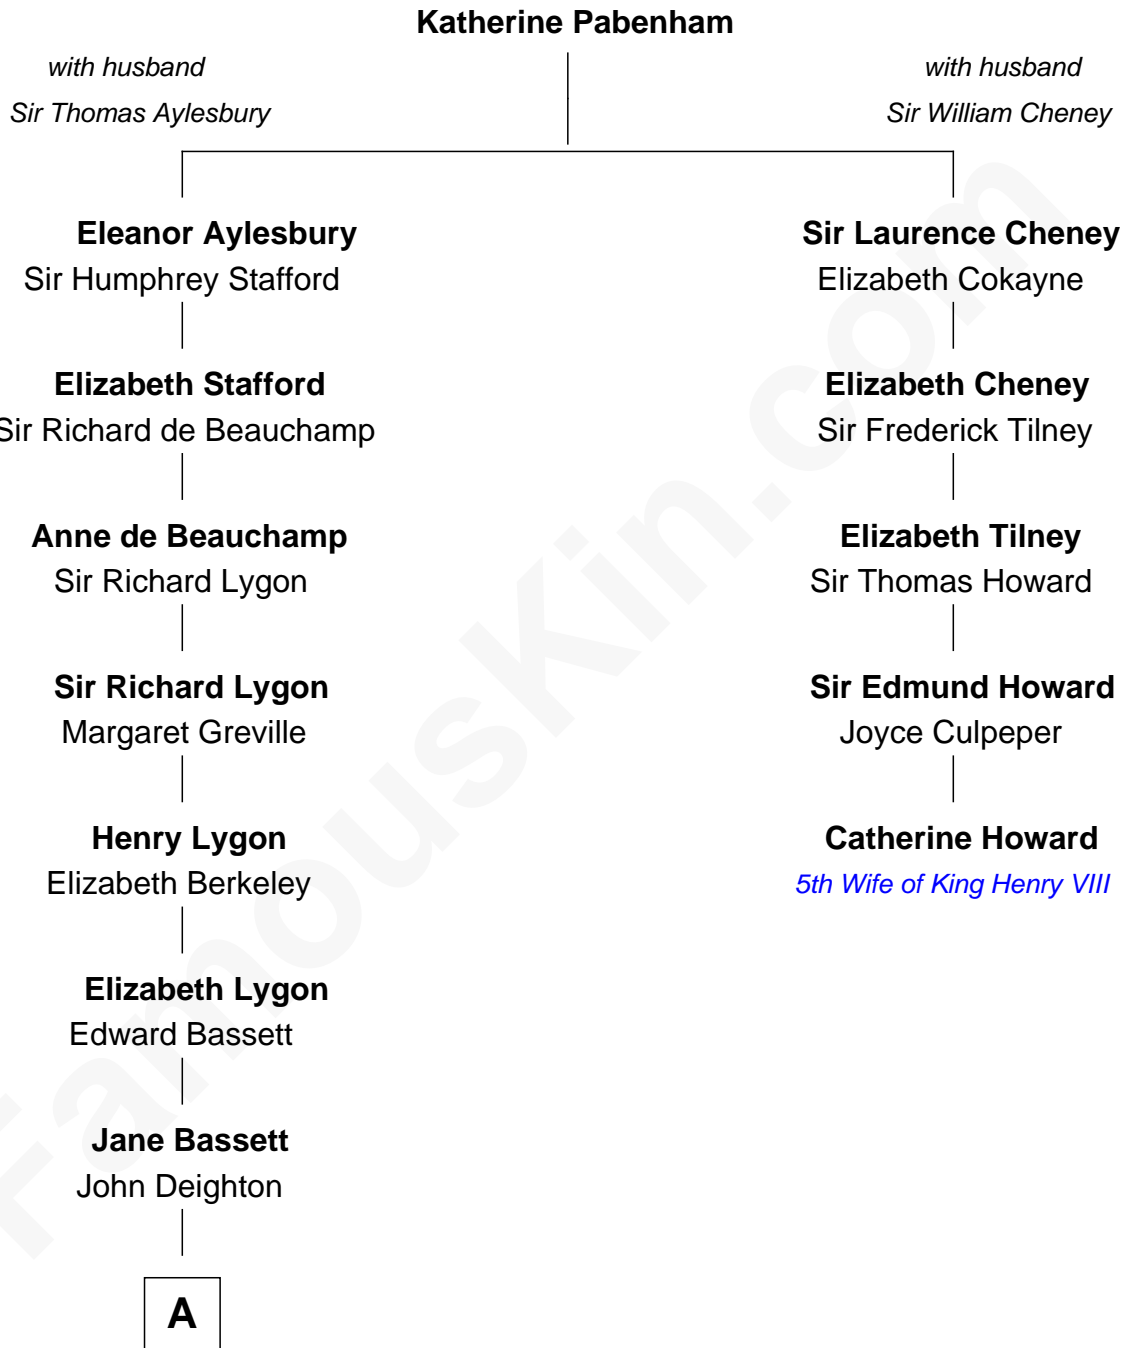 Katherine Pabenham
with husband
Sir Thomas Aylesbury
with husband
Sir William Cheney
Eleanor Aylesbury
Sir Humphrey Stafford
Sir Laurence Cheney
Elizabeth Cokayne
Elizabeth Stafford
Sir Richard de Beauchamp
Elizabeth Cheney
Sir Frederick Tilney
Anne de Beauchamp
Sir Richard Lygon
Elizabeth Tilney
Sir Thomas Howard
Sir Richard Lygon
Margaret Greville
Sir Edmund Howard
Joyce Culpeper
Henry Lygon
Elizabeth Berkeley
Catherine Howard
5th Wife of King Henry VIII
Elizabeth Lygon
Edward Bassett
Jane Bassett
John Deighton
A
FamousKin.com